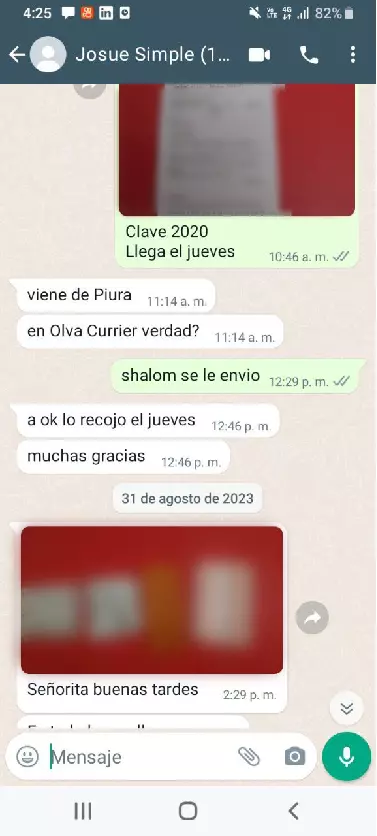 4:25
82%
Josue Simple (1...
Clave 2020
Llega el jueves
10:46 a. m.
viene de Piura
11:14 a. m.
en Olva Currier verdad?
11:14 a. m.
shalom se le envio
12:29 p. m.
a ok lo recojo el jueves
12:46 p. m.
muchas gracias
12:46 p. m.
31 de agosto de 2023
Señorita buenas tardes
2:29 p. m.
Mensaje